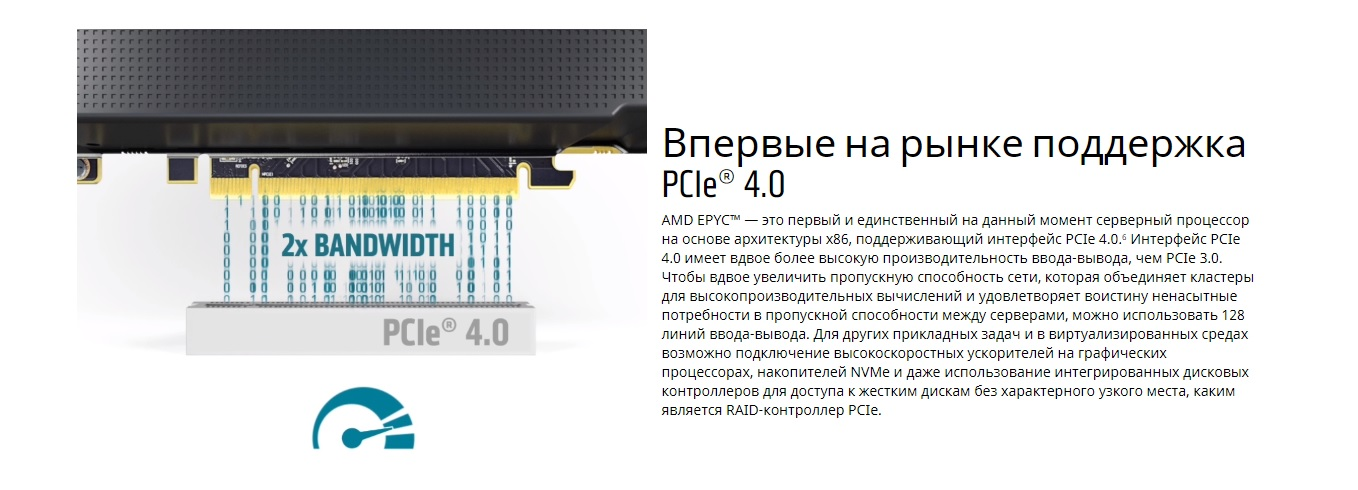 Впервые на рынке поддержка
PCIe® 4.0
AMD EPYC™ — это первый и единственный на данный момент серверный процессор
на основе архитектуры x86, поддерживающий интерфейс PCIe 4.0.⁶ Интерфейс PCIe
4.0 имеет вдвое более высокую производительность ввода-вывода, чем PCIe 3.0.
Чтобы вдвое увеличить пропускную способность сети, которая объединяет кластеры
для высокопроизводительных вычислений и удовлетворяет воистину ненасытные
потребности в пропускной способности между серверами, можно использовать 128
линий ввода-вывода. Для других прикладных задач и в виртуализированных средах
возможно подключение высокоскоростных ускорителей на графических
процессорах, накопителей NVMe и даже использование интегрированных дисковых
контроллеров для доступа к жестким дискам без характерного узкого места, каким
является RAID-контроллер PCIe.
2x BANDWIDTH
PCIe® 4.0